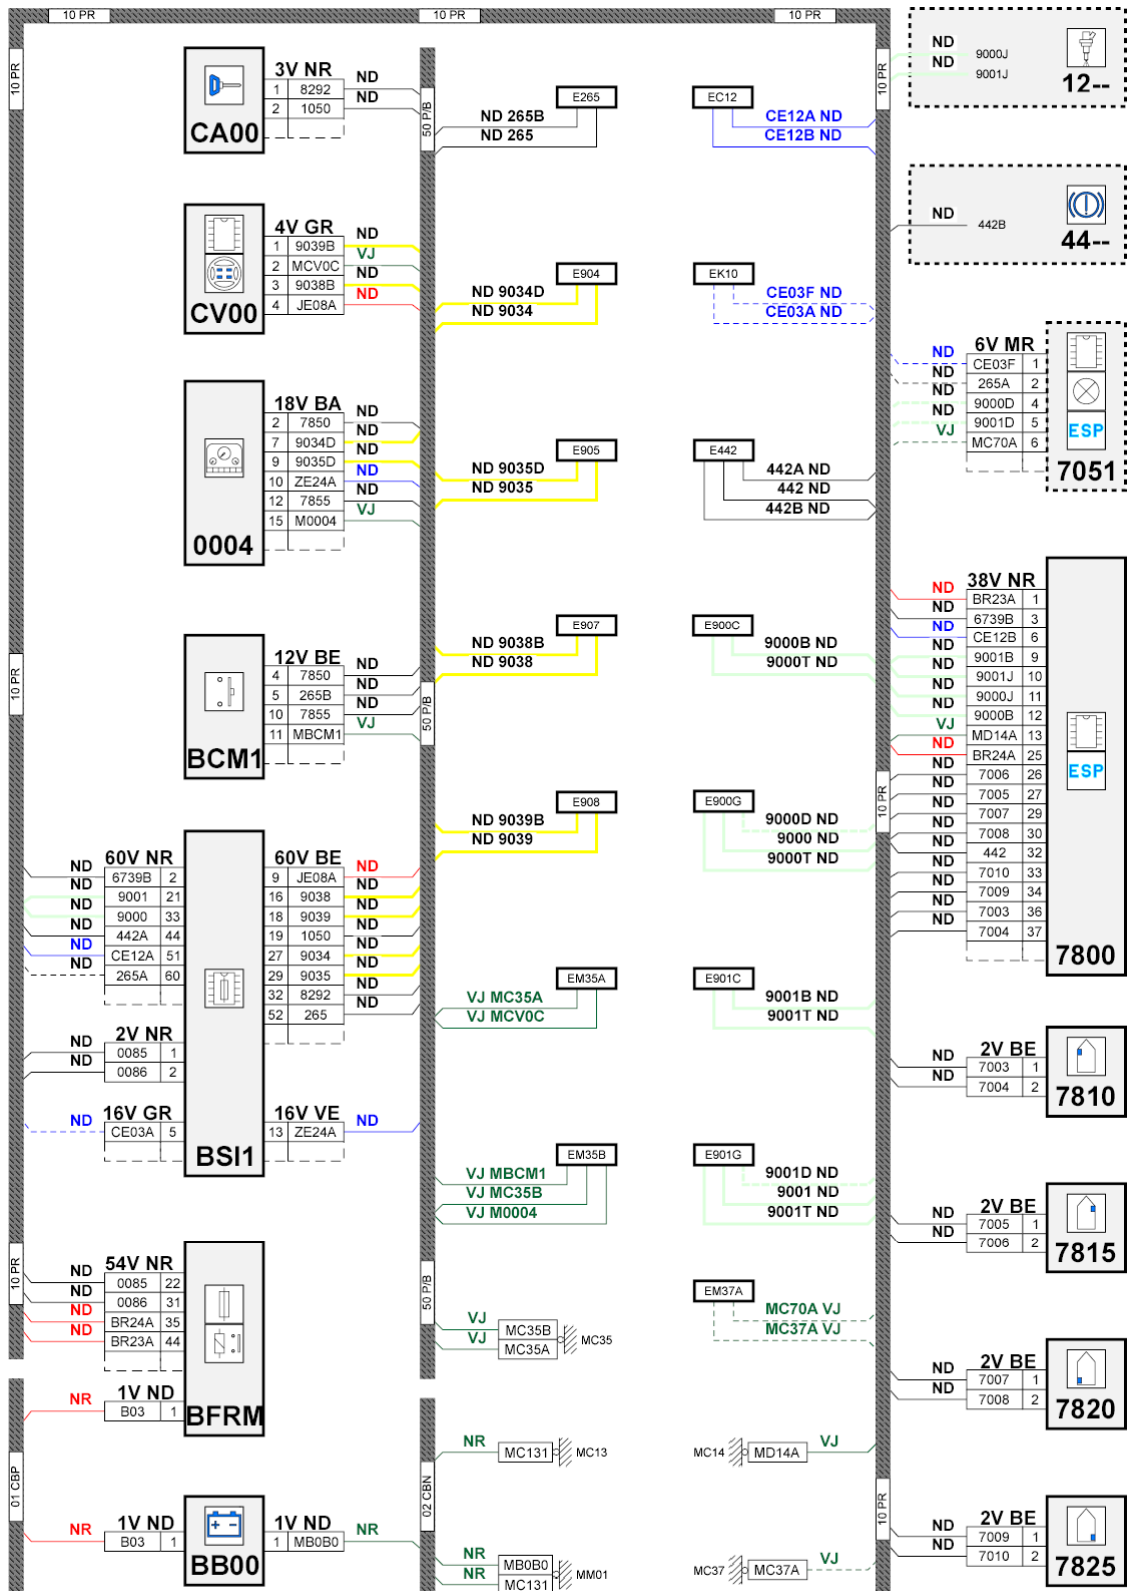 10 PR
10 PR
10 PR
10 PR
10 PR
50 P/B
CA00
3V NR
1 8292 ND
2 1050 ND
CV00
4V GR
1 9039B ND
2 MCV0C VJ
3 9038B ND
4 JE08A ND
0004
18V BA
2 7850 ND
7 9034D ND
9 9035D ND
10 ZE24A ND
12 7855 ND
15 M0004 VJ
10 PR
50 P/B
BCM1
12V BE
4 7850 ND
5 265B ND
10 7855 ND
11 MBCM1 VJ
BSI1
60V NR
ND 6739B 2
ND 9001 21
ND 9000 33
ND 442A 44
ND CE12A 51
ND 265A 60
2V NR
ND 0085 1
ND 0086 2
16V GR
ND CE03A 5
60V BE
9 JE08A ND
16 9038 ND
18 9039 ND
19 1050 ND
27 9034 ND
29 9035 ND
32 8292 ND
52 265 ND
16V VE
13 ZE24A ND
10 PR
50 P/B
BFRM
54V NR
ND 0085 22
ND 0086 31
ND BR24A 35
ND BR23A 44
1V ND
NR B03 1
01 CBP
02 CBN
BB00
1V ND
NR B03 1
1V ND
1 MB0B0 NR
E265
ND 265B
ND 265
E904
ND 9034D
ND 9034
E905
ND 9035D
ND 9035
E907
ND 9038B
ND 9038
E908
ND 9039B
ND 9039
EM35A
VJ MC35A
VJ MCV0C
EM35B
VJ MBCM1
VJ MC35B
VJ M0004
VJ MC35B
VJ MC35A
MC35
NR MC131 MC13
NR MB0B0
NR MC131
MM01
EC12
CE12A ND
CE12B ND
EK10
CE03F ND
CE03A ND
E442
442A ND
442 ND
442B ND
E900C
9000B ND
9000T ND
E900G
9000D ND
9000 ND
9000T ND
E901C
9001B ND
9001T ND
E901G
9001D ND
9001 ND
9001T ND
EM37A
MC70A VJ
MC37A VJ
MC14 MD14A VJ
MC37 MC37A VJ
10 PR
10 PR
ND 9000J
ND 9001J
12--
ND 442B
44--
6V MR
ND CE03F 1
ND 265A 2
ND 9000D 4
ND 9001D 5
VJ MC70A 6
ESP
7051
38V NR
ND BR23A 1
ND 6739B 3
ND CE12B 6
ND 9001B 9
ND 9001J 10
ND 9000J 11
ND 9000B 12
VJ MD14A 13
ND BR24A 25
ND 7006 26
ND 7005 27
ND 7007 29
ND 7008 30
ND 442 32
ND 7010 33
ND 7009 34
ND 7003 36
ND 7004 37
ESP
7800
2V BE
ND 7003 1
ND 7004 2
7810
2V BE
ND 7005 1
ND 7006 2
7815
2V BE
ND 7007 1
ND 7008 2
7820
2V BE
ND 7009 1
ND 7010 2
7825